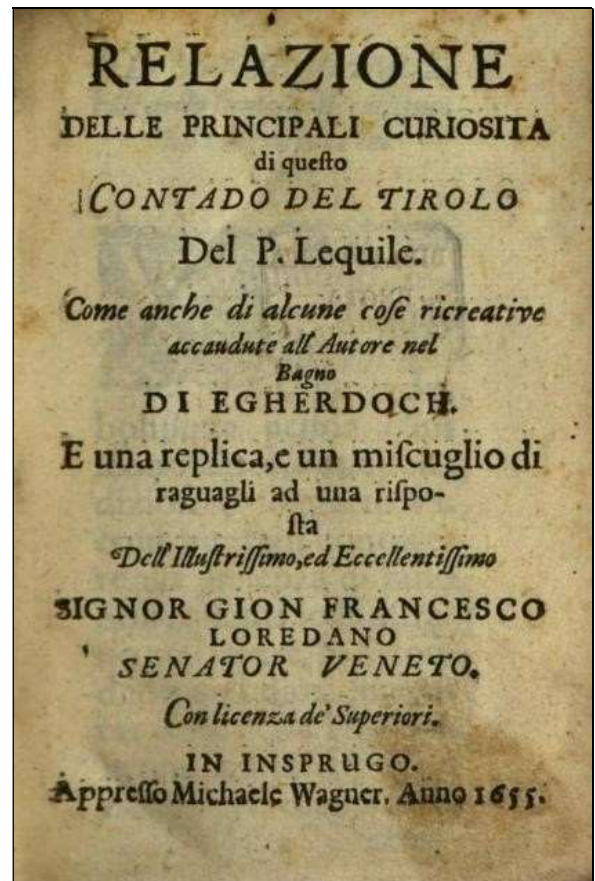 RELAZIONE
DELLE PRINCIPALI CURIOSITA
di queſto
CONTADO DEL TIROLO
Del P. Lequile.
Come anche di alcune coſe ricreative
accaudute all'Autore nel
Bagno
DI EGHERDOCH.
E una replica,e un miſcuglio di
raguagli ad una riſpo-
ſta
Dell'Illuſtriſſimo,ed Eccellentiſſimo
SIGNOR GION FRANCESCO
LOREDANO
SENATOR VENETO.
Con licenza de' Superiori.
IN INSPRUGO.
Appreſſo Michaele Wagner. Anno 1655.